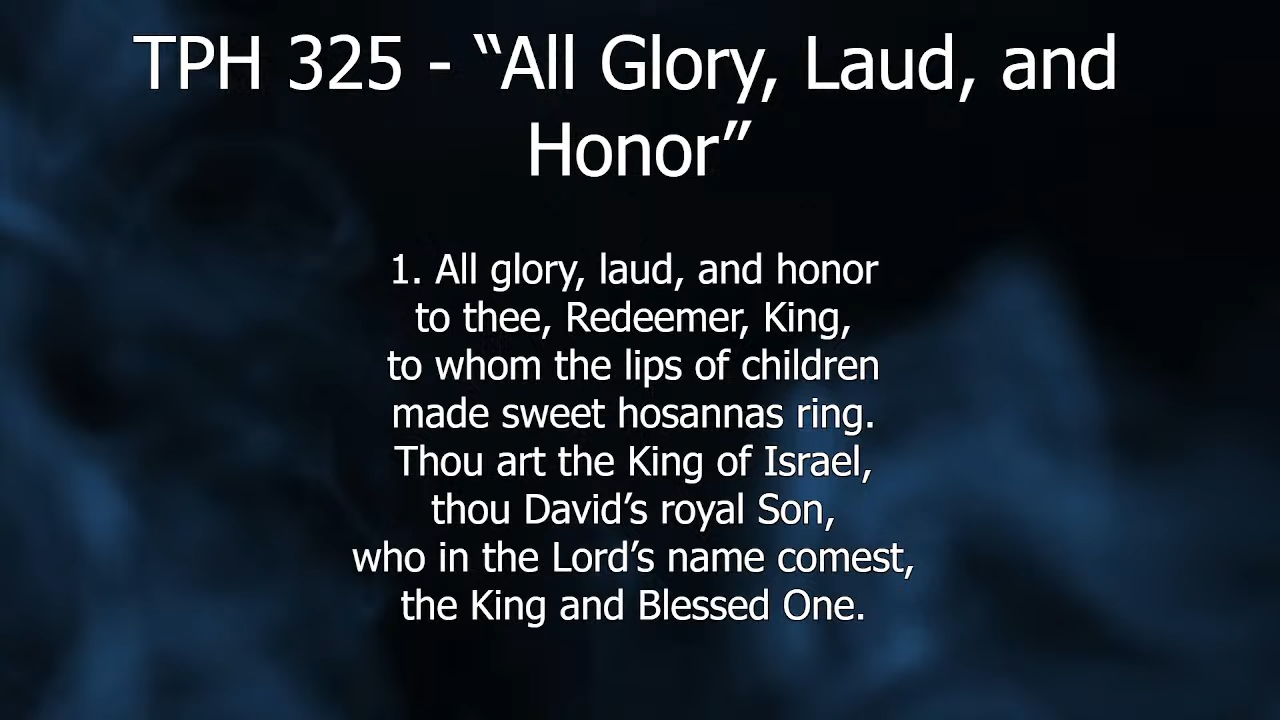 TPH 325 - “All Glory, Laud, and
Honor”
1. All glory, laud, and honor
to thee, Redeemer, King,
to whom the lips of children
made sweet hosannas ring.
Thou art the King of Israel,
thou David’s royal Son,
who in the Lord’s name comest,
the King and Blessed One.